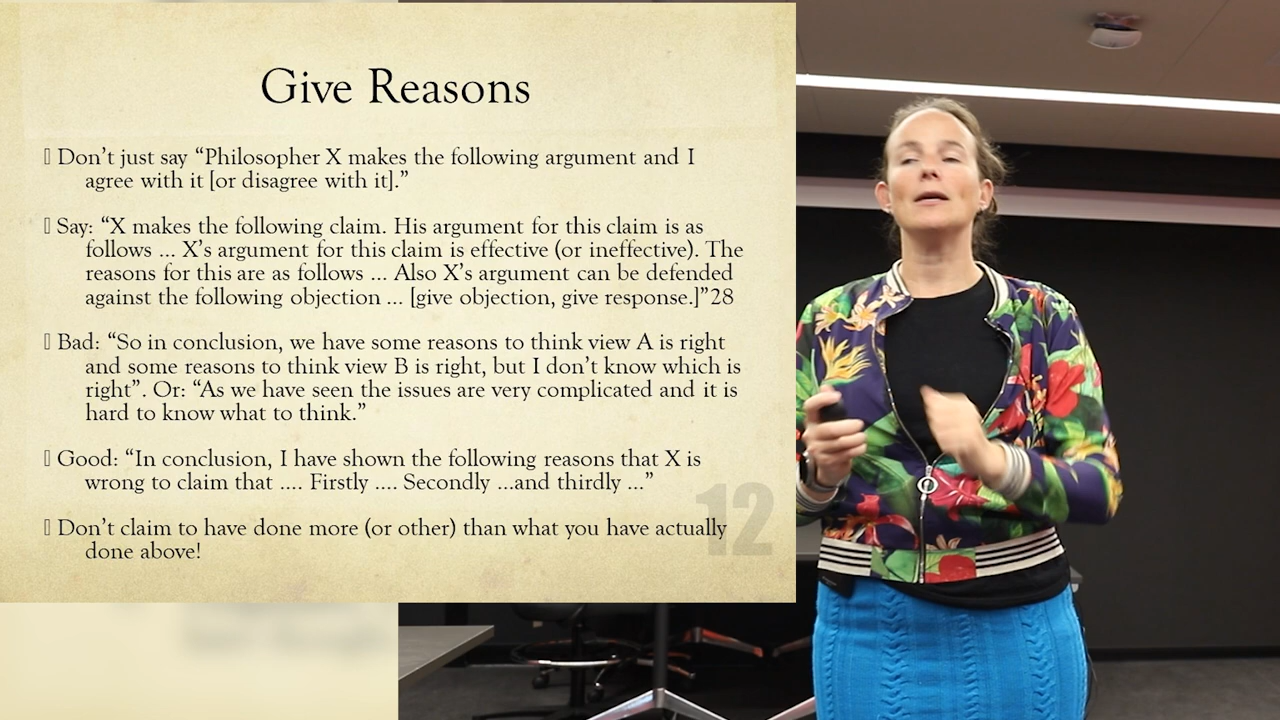 Give Reasons
Don’t just say “Philosopher X makes the following argument and I
agree with it [or disagree with it].”
Say: “X makes the following claim. His argument for this claim is as
follows ... X’s argument for this claim is effective (or ineffective). The
reasons for this are as follows ... Also X’s argument can be defended
against the following objection ... [give objection, give response.]”28
Bad: “So in conclusion, we have some reasons to think view A is right
and some reasons to think view B is right, but I don’t know which is
right”. Or: “As we have seen the issues are very complicated and it is
hard to know what to think.”
Good: “In conclusion, I have shown the following reasons that X is
wrong to claim that .... Firstly .... Secondly ...and thirdly ...”
12
Don’t claim to have done more (or other) than what you have actually
done above!